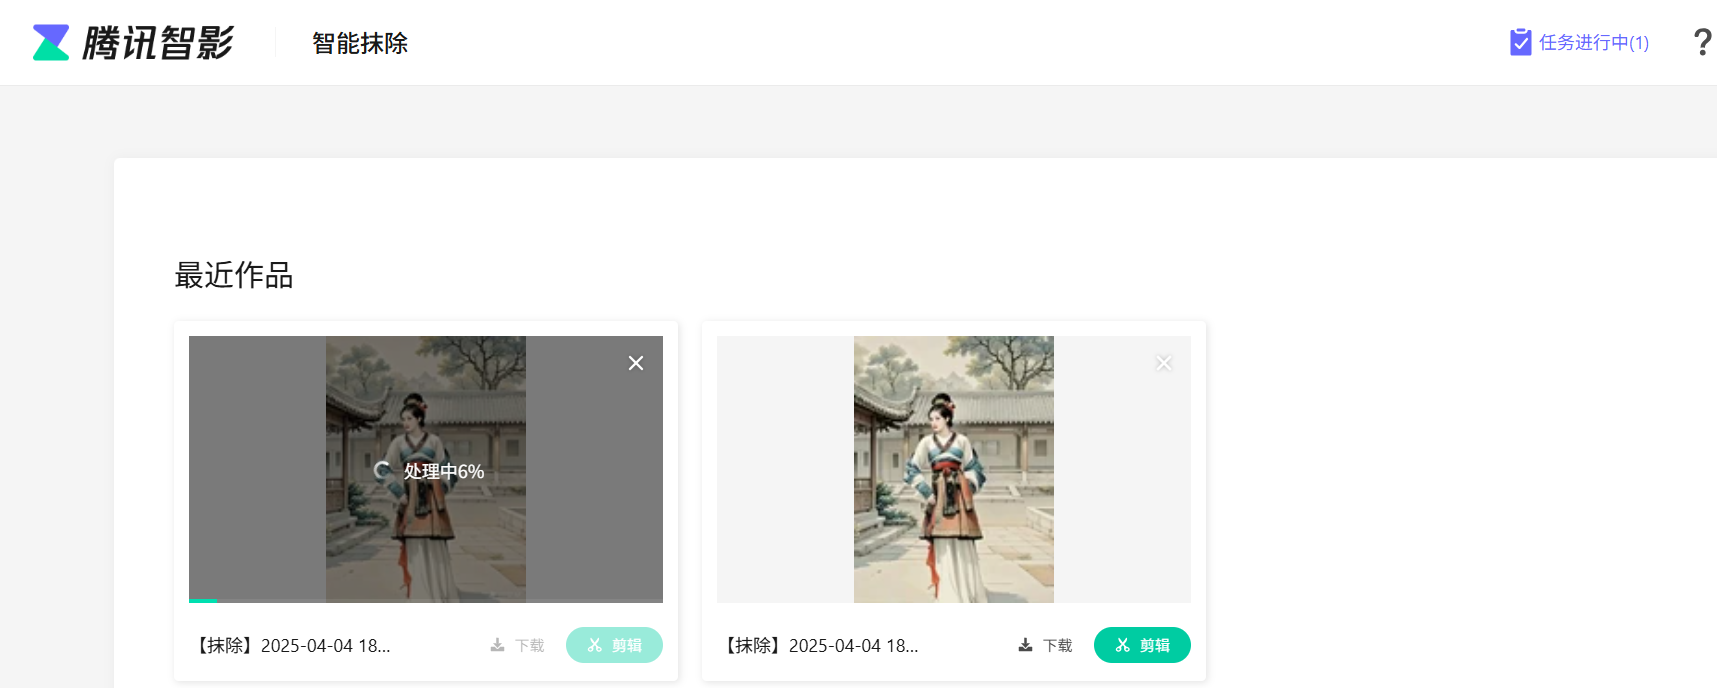 腾讯智影
智能抹除
任务进行中(1)
?
最近作品
处理中6%
【抹除】2025-04-04 18...
下载
剪辑
【抹除】2025-04-04 18...
下载
剪辑